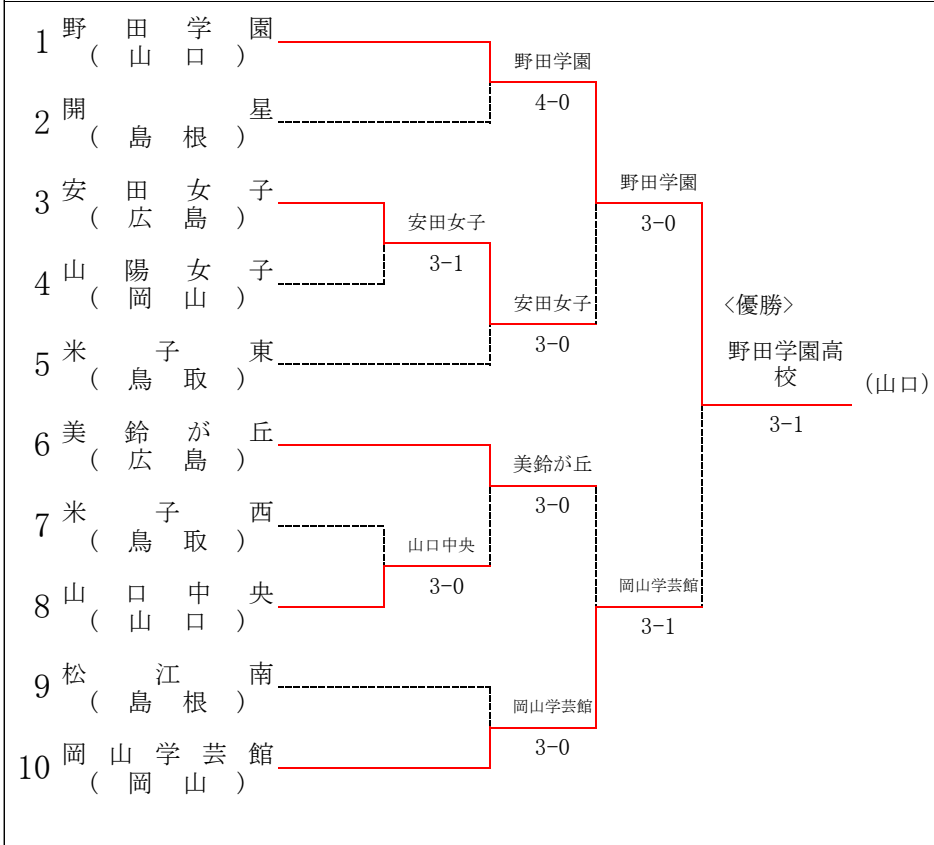 1 野田学園
(山口)
2 開星
(島根)
3 安田女子
(広島)
4 山陽女子
(岡山)
5 米子東
(鳥取)
6 美鈴が丘
(広島)
7 米子西
(鳥取)
8 山口中央
(山口)
9 松江南
(島根)
10 岡山学芸館
(岡山)
安田女子
3-1
山口中央
3-0
野田学園
4-0
安田女子
3-0
美鈴が丘
3-0
岡山学芸館
3-0
野田学園
3-0
岡山学芸館
3-1
<優勝>
野田学園高
校
(山口)
3-1